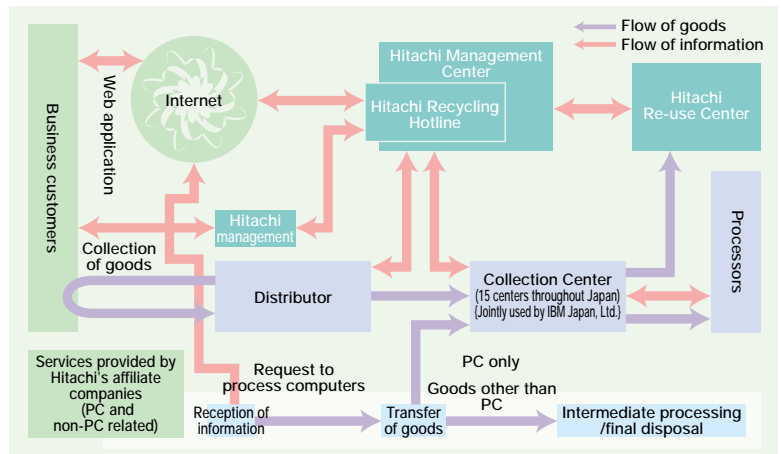 Flow of goods
Flow of information
Hitachi Management
Center
Hitachi Recycling
Hotline
Hitachi
Re-use Center
Internet
Business customers
Web application
Hitachi
management
Processors
Collection
of goods
Distributor
Collection Center
(15 centers throughout Japan)
{Jointly used by IBM Japan, Ltd.}
Services provided by
Hitachi's affiliate
companies
(PC and
non-PC related)
Request to
process computers
PC only
Goods other than
PC
Reception of
information
Transfer
of goods
Intermediate processing
/final disposal